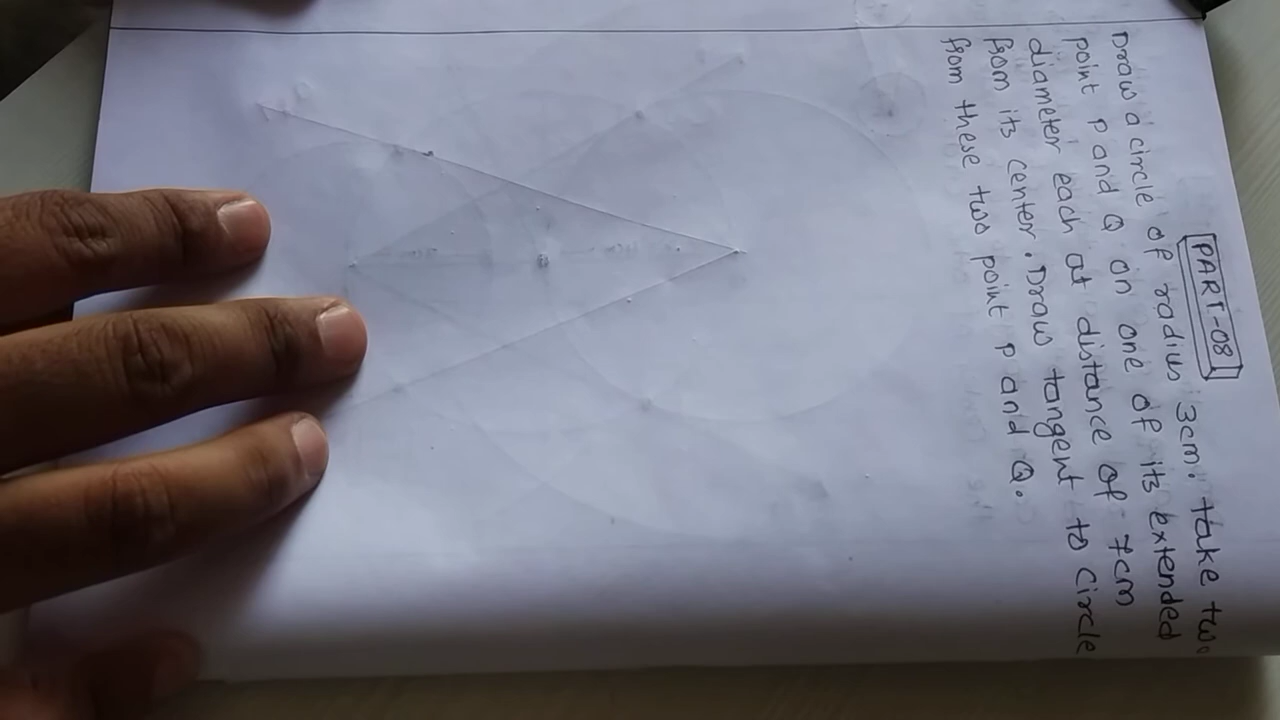 PART-08
Draw a circle of radius 3cm. take two
point P and Q on one of its extended
diameter each at distance of 7cm
from its center. Draw tangent to circle
from these two point P and Q.